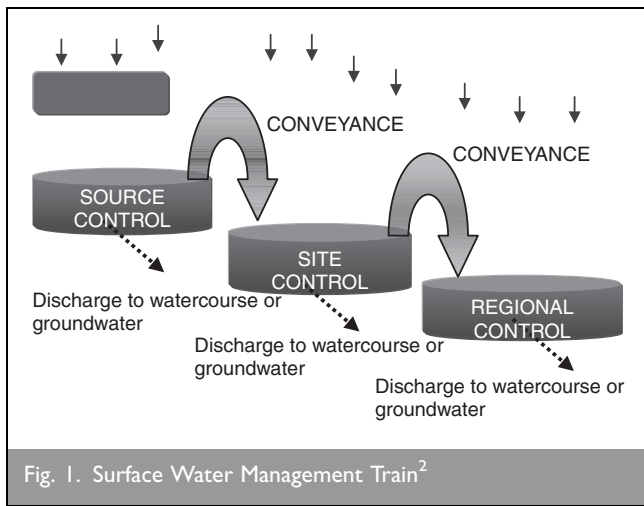 CONVEYANCE
CONVEYANCE
SOURCE
CONTROL
SITE
CONTROL
REGIONAL
CONTROL
Discharge to watercourse or
groundwater
Discharge to watercourse or
groundwater
Discharge to watercourse or
groundwater
Fig. 1. Surface Water Management Train²